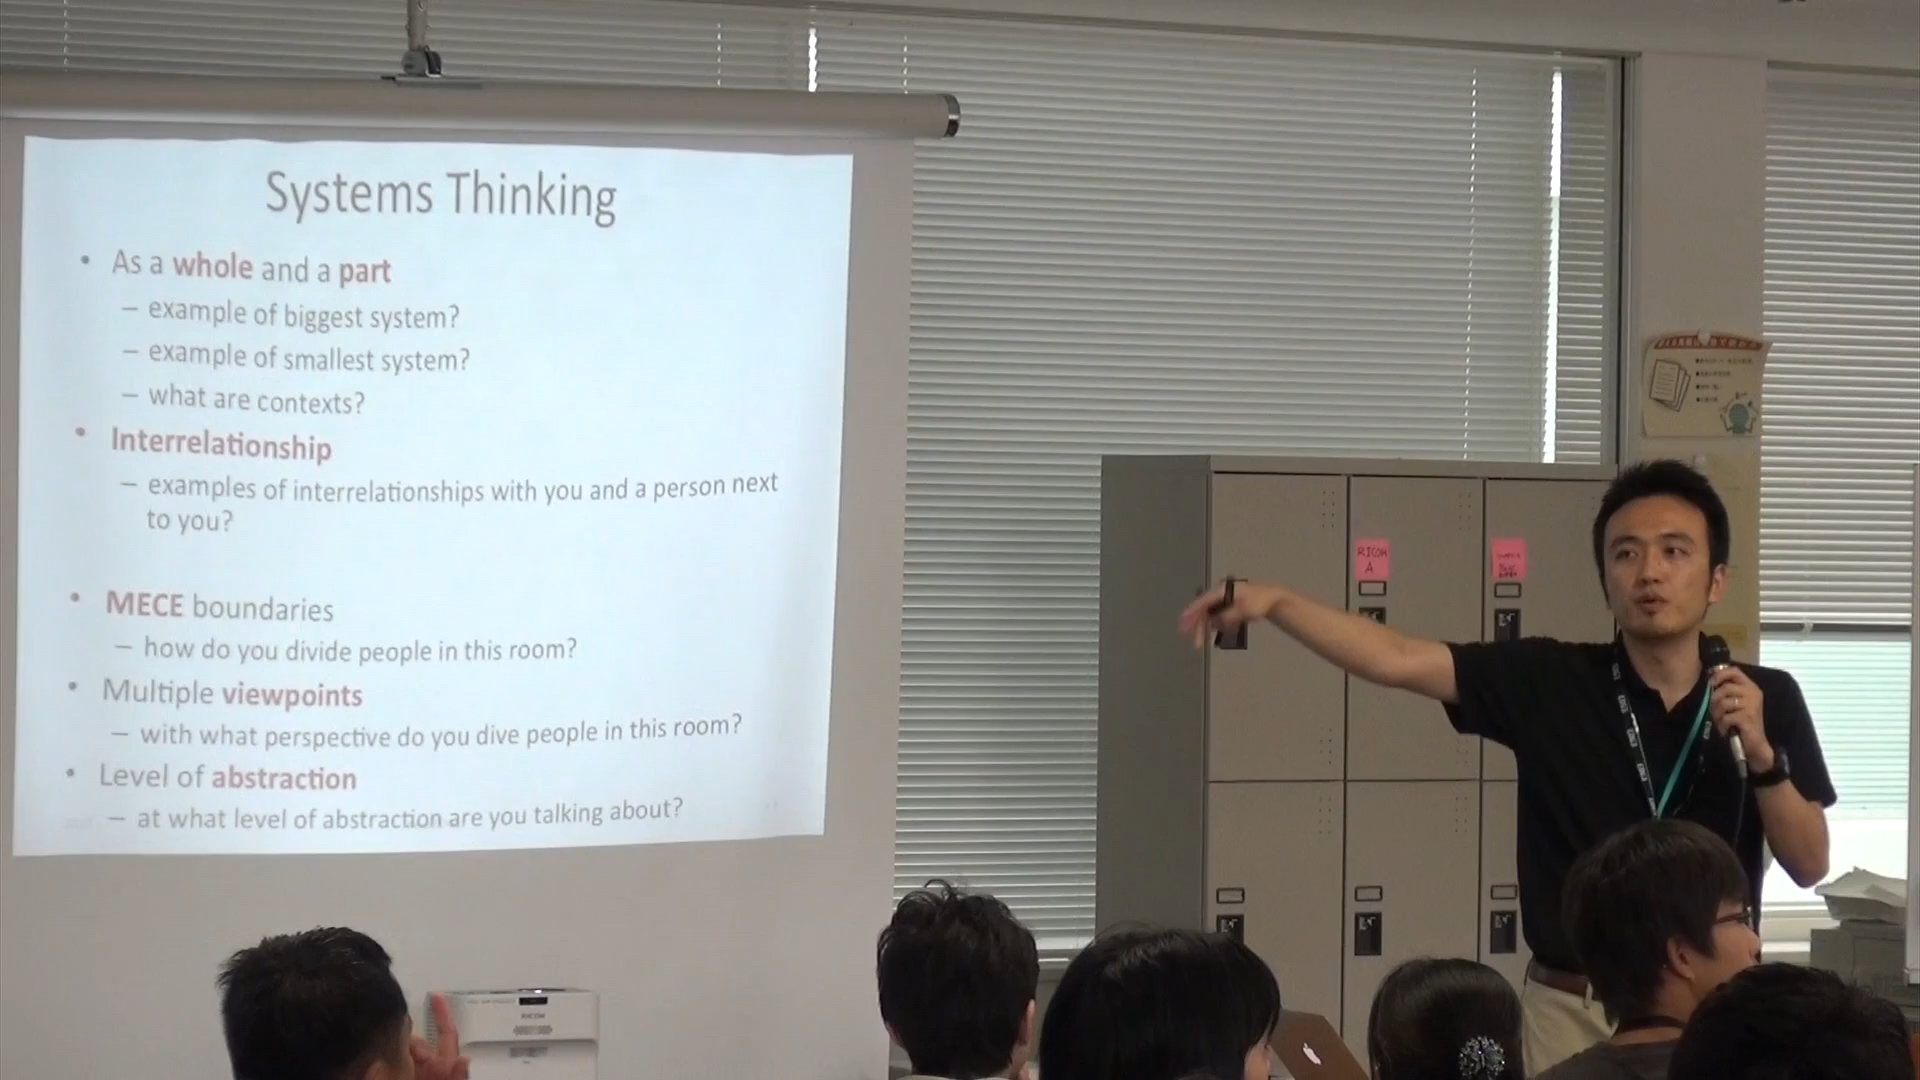 Systems Thinking
• As a whole and a part
– example of biggest system?
– example of smallest system?
– what are contexts?
• Interrelationship
– examples of interrelationships with you and a person next
to you?
• MECE boundaries
– how do you divide people in this room?
• Multiple viewpoints
– with what perspective do you dive people in this room?
• Level of abstraction
– at what level of abstraction are you talking about?
RICOH
A
RICOH